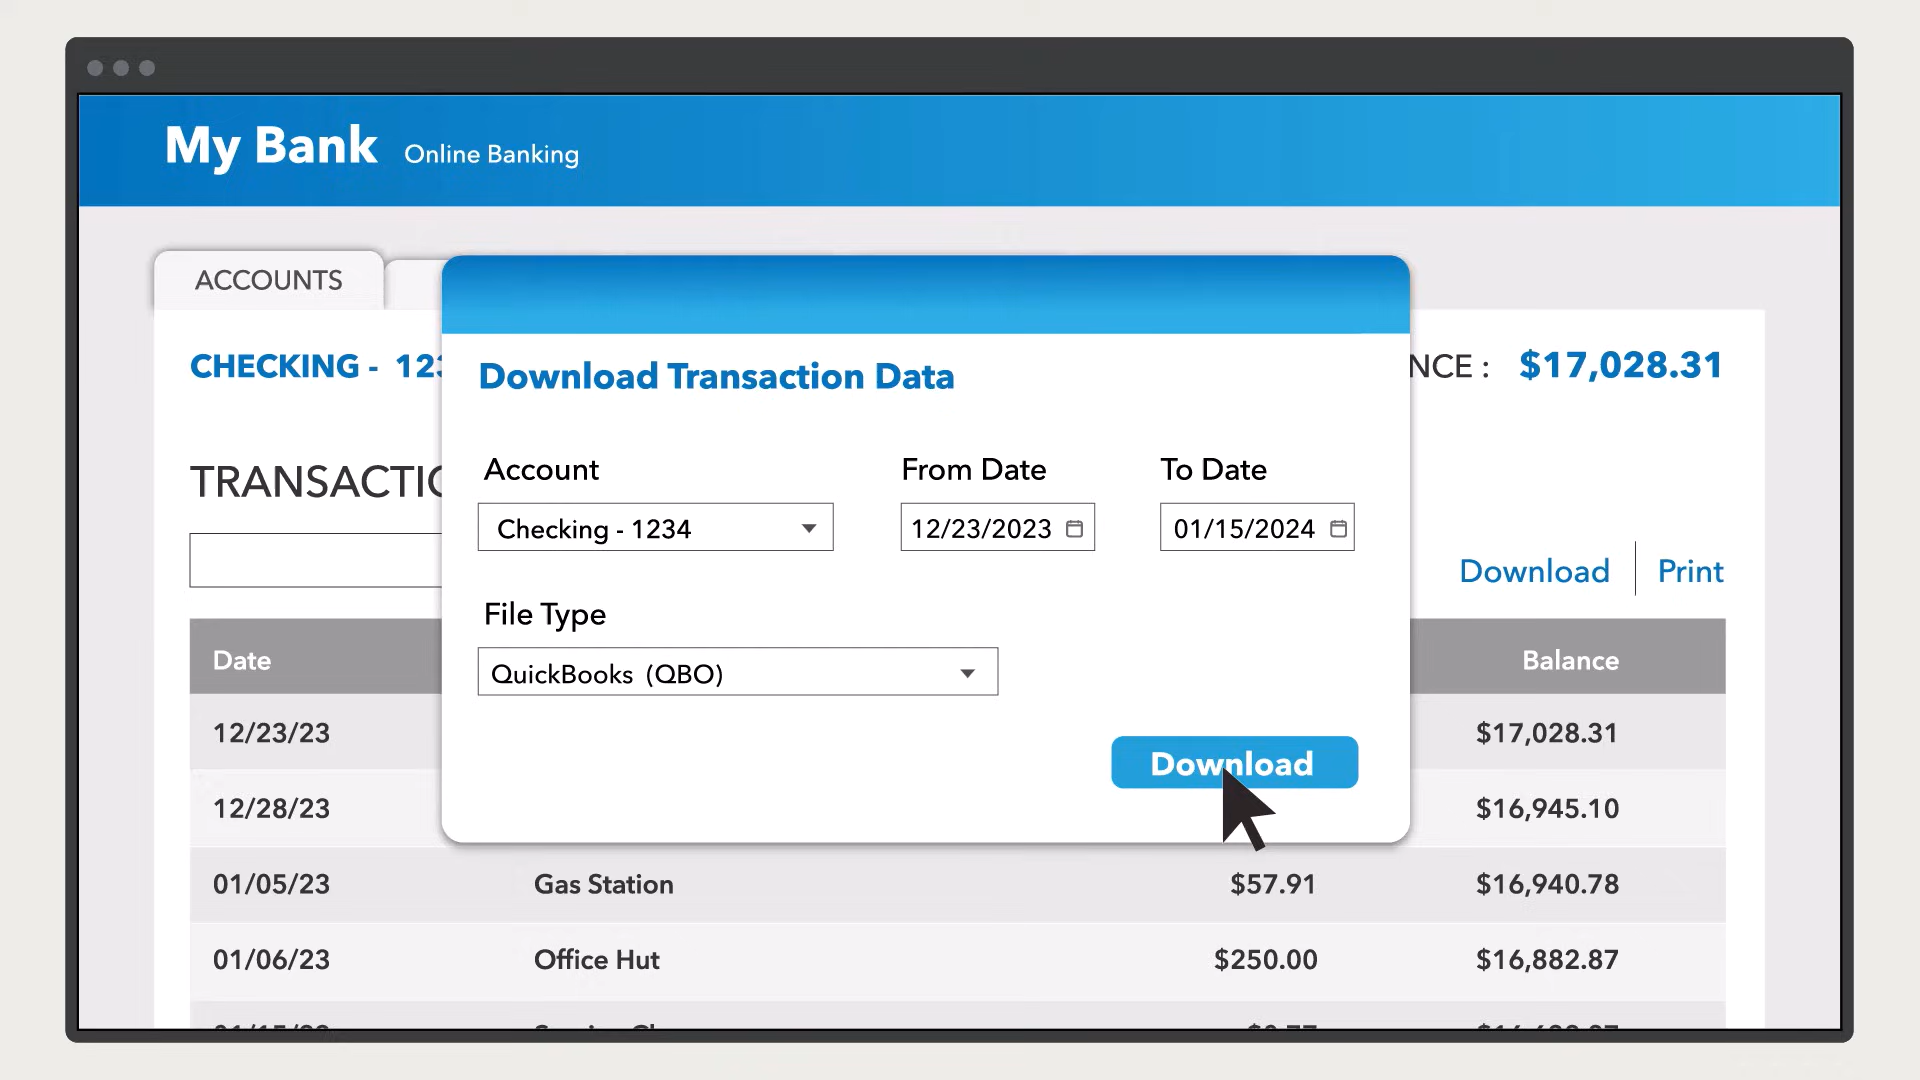 My Bank Online Banking
ACCOUNTS
CHECKING - 123
NCE : $17,028.31
Download Transaction Data
Account From Date To Date
Checking - 1234 12/23/2023 01/15/2024
TRANSACTIO
Download Print
File Type
QuickBooks (QBO)
Date Balance
12/23/23 $17,028.31
Download
12/28/23 $16,945.10
01/05/23 Gas Station $57.91 $16,940.78
01/06/23 Office Hut $250.00 $16,882.87